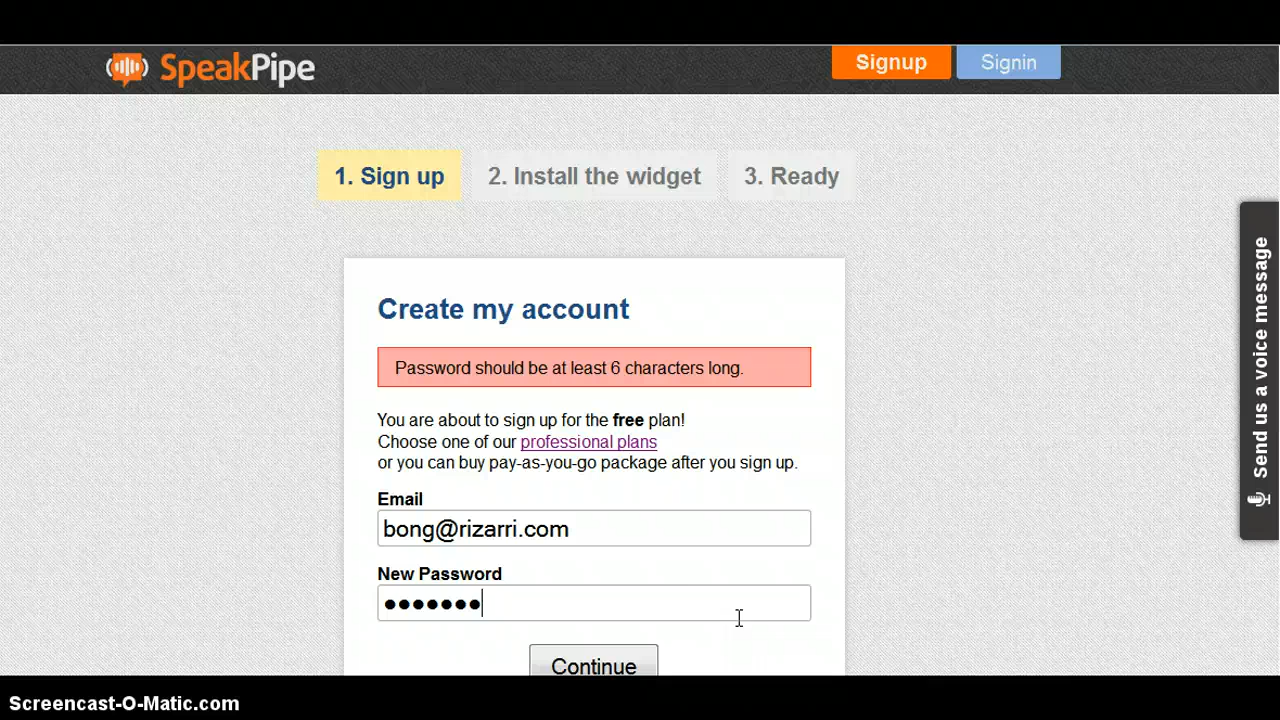 SpeakPipe
Signup
Signin
1. Sign up
2. Install the widget
3. Ready
Create my account
Password should be at least 6 characters long.
You are about to sign up for the free plan!
Choose one of our professional plans
or you can buy pay-as-you-go package after you sign up.
Email
bong@rizarri.com
New Password
●●●●●●●
Continue
Send us a voice message
Screencast-O-Matic.com